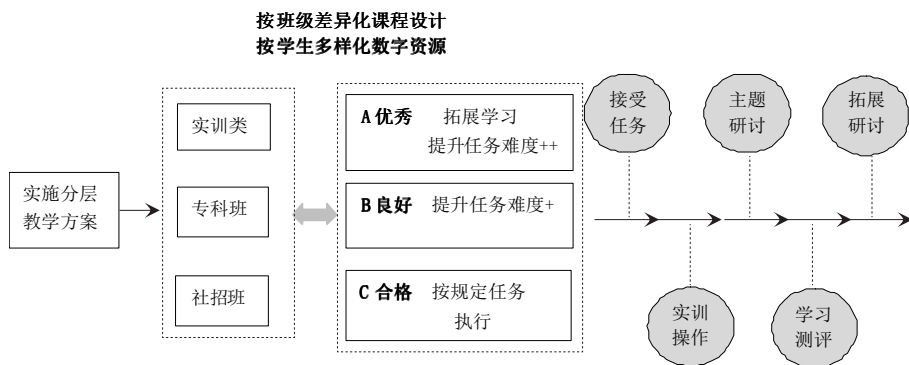 按班级差异化课程设计
按学生多样化数字资源
实施分层
教学方案
实训类
专科班
社招班
A 优秀 拓展学习
提升任务难度++
B 良好 提升任务难度+
C 合格 按规定任务
执行
接受
任务
主题
研讨
拓展
研讨
实训
操作
学习
测评